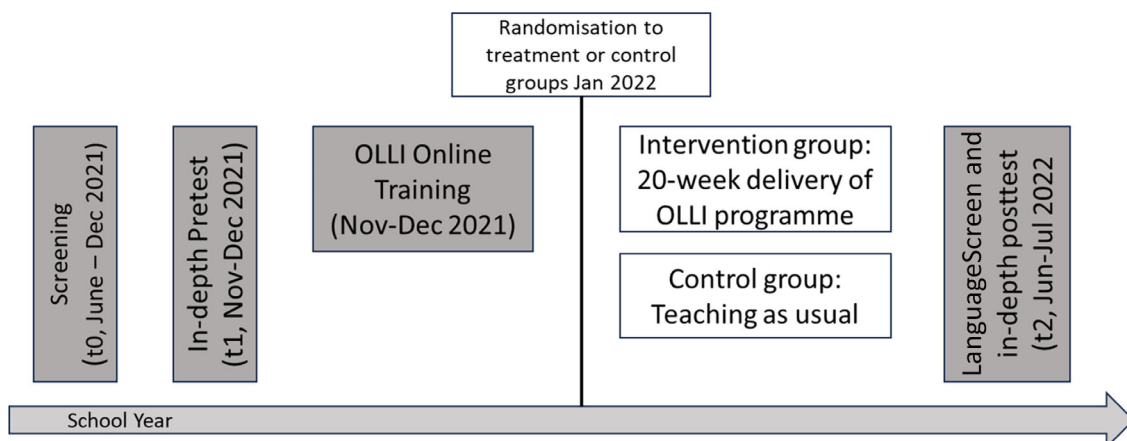 Randomisation to
treatment or control
groups Jan 2022
Screening
(t0, June – Dec 2021)
In-depth Pretest
(t1, Nov-Dec 2021)
OLLI Online
Training
(Nov-Dec 2021)
Intervention group:
20-week delivery of
OLLI programme
Control group:
Teaching as usual
LanguageScreen and
in-depth posttest
(t2, Jun-Jul 2022)
School Year